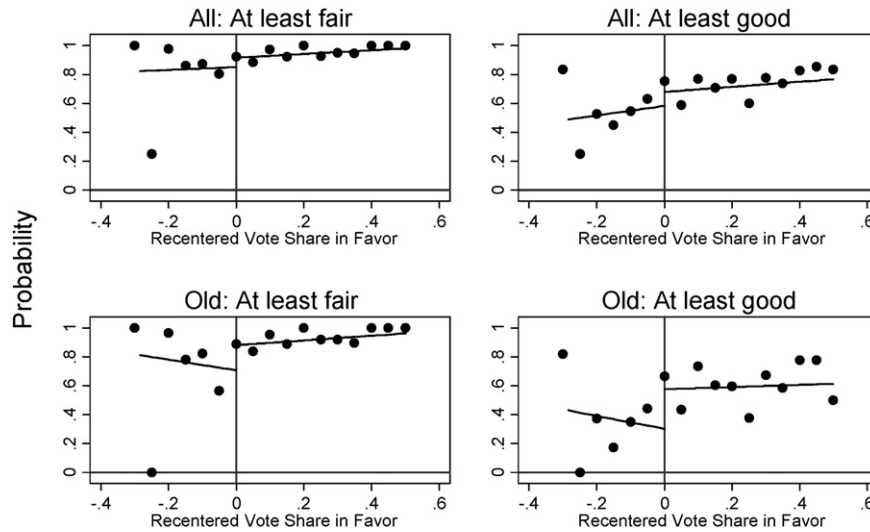 All: At least fair
All: At least good
0 .2 .4 .6 .8 1
0 .2 .4 .6 .8 1
-.4 -.2 0 .2 .4 .6
-.4 -.2 0 .2 .4 .6
Recentered Vote Share in Favor
Recentered Vote Share in Favor
Probability
Old: At least fair
Old: At least good
0 .2 .4 .6 .8 1
0 .2 .4 .6 .8 1
-.4 -.2 0 .2 .4 .6
-.4 -.2 0 .2 .4 .6
Recentered Vote Share in Favor
Recentered Vote Share in Favor